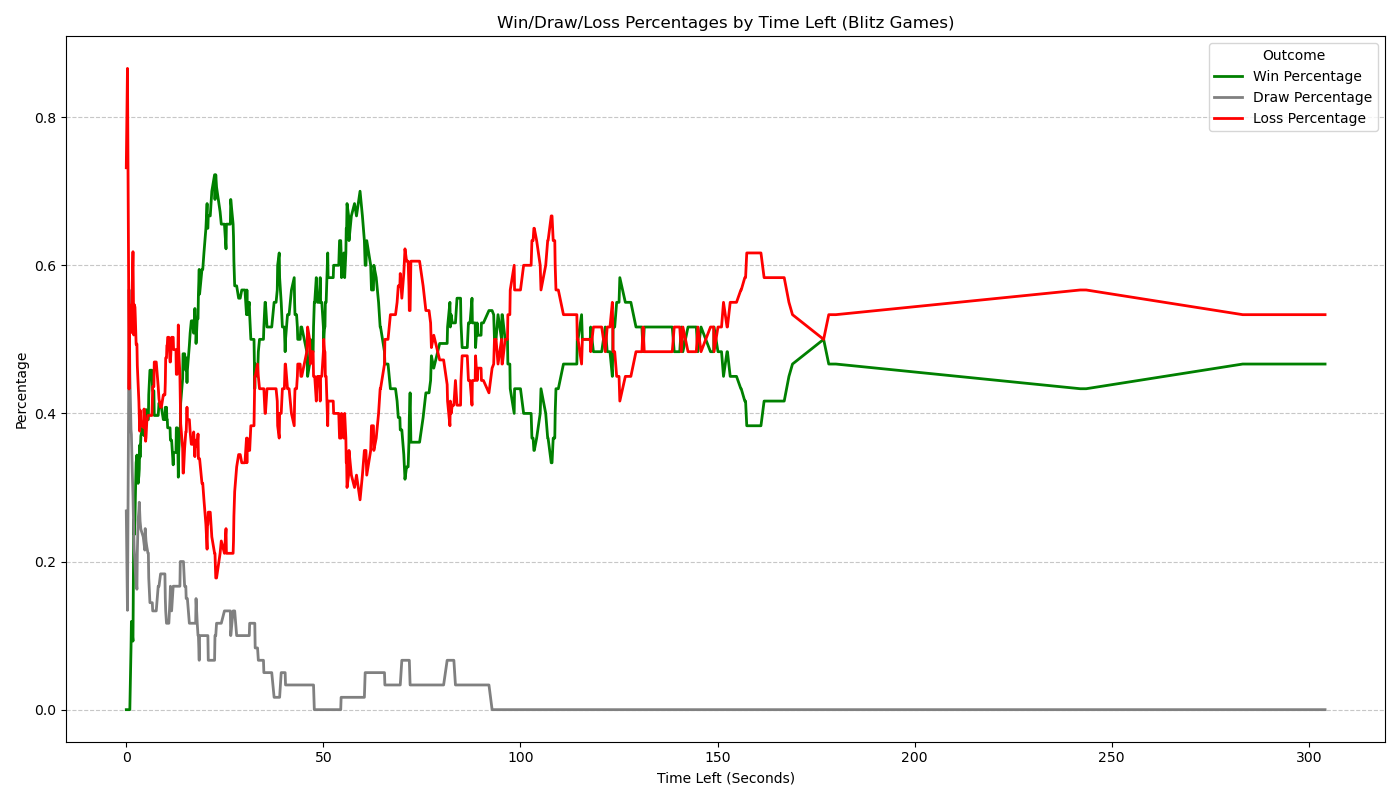 Win/Draw/Loss Percentages by Time Left (Blitz Games)
Outcome
Win Percentage
Draw Percentage
Loss Percentage
Percentage
0.8
0.6
0.4
0.2
0.0
0 50 100 150 200 250 300
Time Left (Seconds)